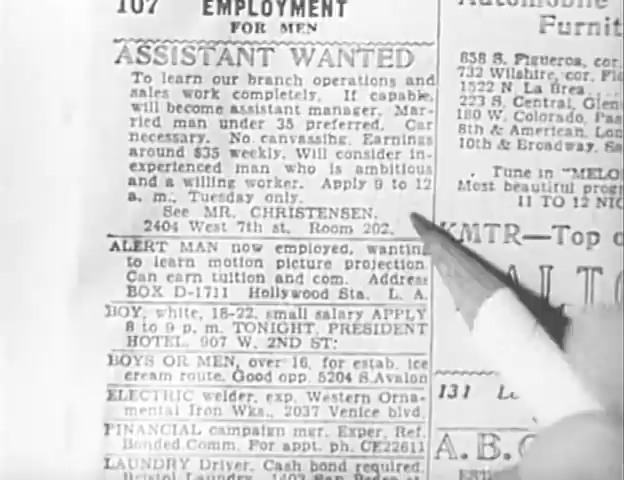 107 EMPLOYMENT
FOR MEN
ASSISTANT WANTED
To learn our branch operations and
sales work completely. If capable,
will become assistant manager. Mar-
ried man under 35 preferred. Car
necessary. No canvassing. Earnings
around $35 weekly. Will consider in-
experienced man who is ambitious
and a willing worker. Apply 9 to 12
a. m., Tuesday only.
See MR. CHRISTENSEN.
2404 West 7th st. Room 202.
ALERT MAN now employed, wanting
to learn motion picture projection.
Can earn tuition and com. Address
BOX D-1711 Hollywood Sta. L. A.
BOY, white, 18-22, small salary APPLY
8 to 9 p. m. TONIGHT, PRESIDENT
HOTEL, 907 W. 2ND ST:
BOYS OR MEN, over 16, for estab. ice
cream route. Good opp. 5204 S.Avalon
ELECTRIC welder, exp. Western Orna-
mental Iron Wks., 2037 Venice blvd.
FINANCIAL campaign mgr. Exper, Ref.
Bonded.Comm. For appt. ph. CE22611
LAUNDRY Driver. Cash bond required.
Bristol Laundry,
Automobile
Furnit
858 S. Figueroa, cor.
732 Wilshire, cor. Fl
1522 N. La Brea
223 S. Central, Glen
180 W. Colorado, Pas
8th & American, Lon
10th & Broadway, Sa
Tune in "MELO
Most beautiful prog
11 TO 12 NIG
KMTR—Top o
ALTO
131
A.B.C